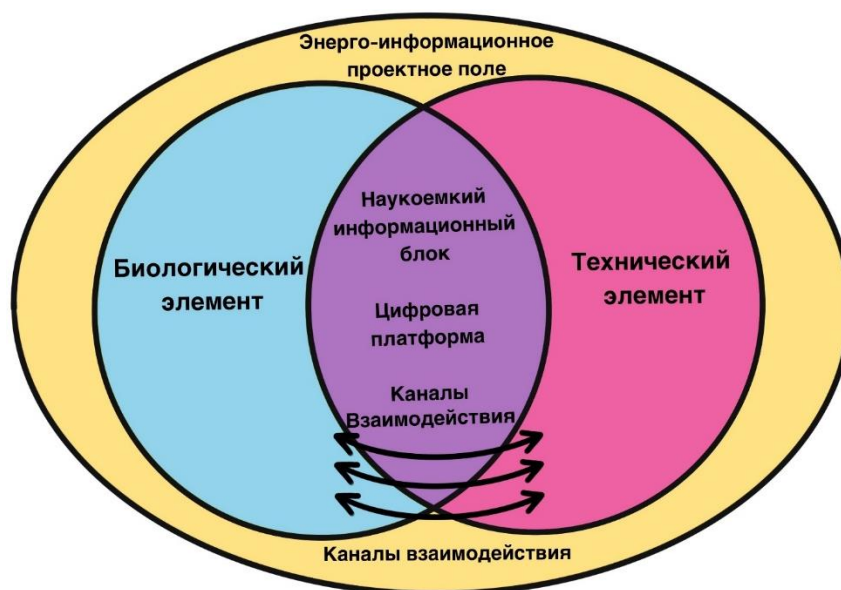 Энерго-информационное
проектное поле
Наукоемкий
информационный
блок
Биологический
элемент
Технический
элемент
Цифровая
платформа
Каналы
Взаимодействия
Каналы взаимодействия